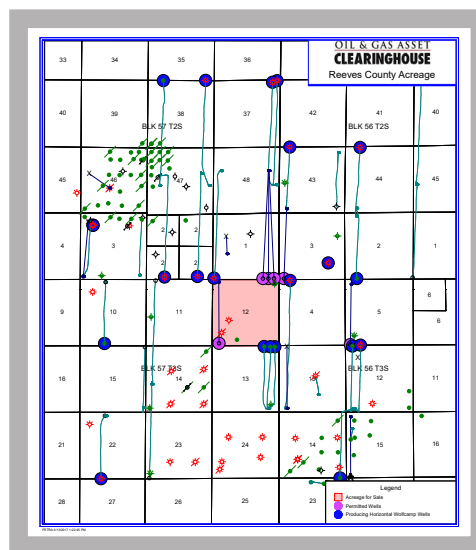 OIL & GAS ASSET
CLEARINGHOUSE
Reeves County Acreage
33 34 35 36
40 39 38 37 42 41 40
BLK 57 T2S BLK 56 T2S
45 46 47 48 43 44 45
4 3 2 2 1 3 2 1
2 2
9 10 11 12 4 5 6
6
BLK 57 T3S BLK 56 T3S
16 15 14 13 12 11
21 22 23 24 14 15 16
28 27 26 25 23
Legend
Acreage for Sale
Permitted Wells
Producing Horizontal Wolfcamp Wells